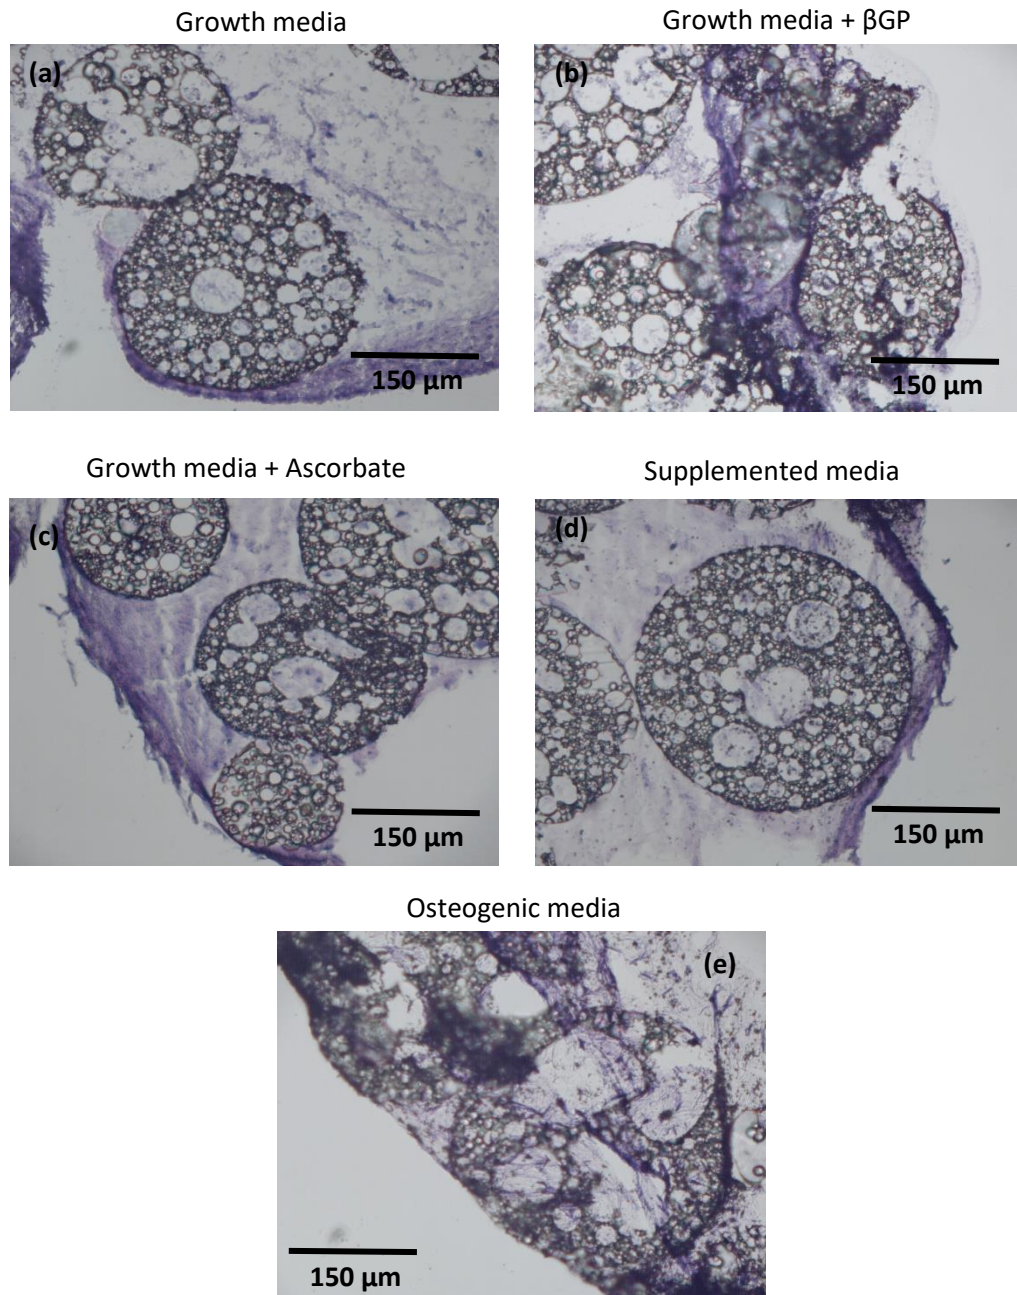 Growth media
Growth media + βGP
(a)
(b)
150 µm
150 µm
Growth media + Ascorbate
Supplemented media
(c)
(d)
150 µm
150 µm
Osteogenic media
(e)
150 µm